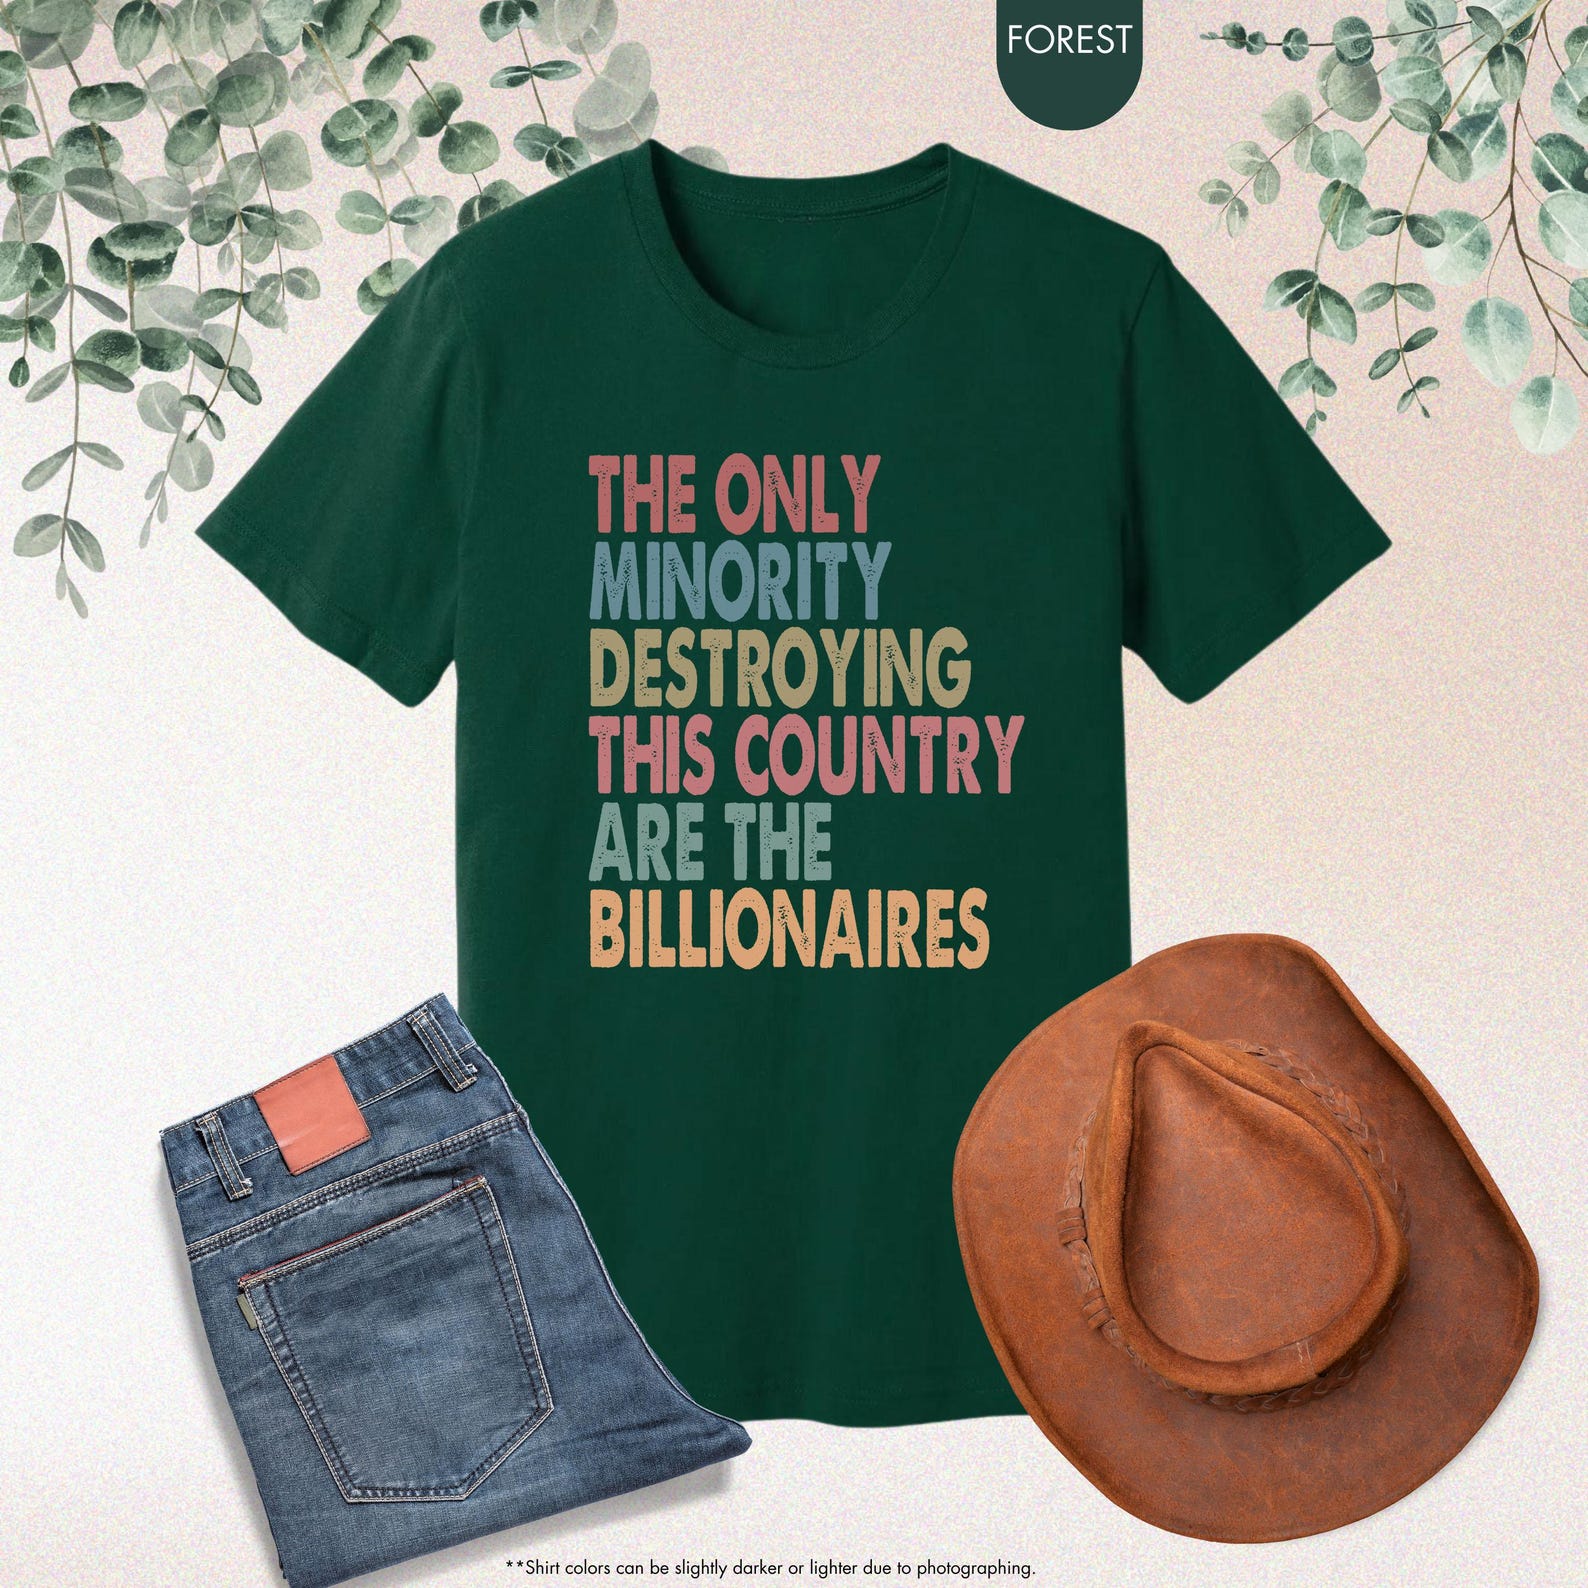 FOREST
THE ONLY
MINORITY
DESTROYING
THIS COUNTRY
ARE THE
BILLIONAIRES
**Shirt colors can be slightly darker or lighter due to photographing.